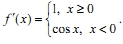 f′(x) = { 1, x ≥ 0
cos x, x < 0 .